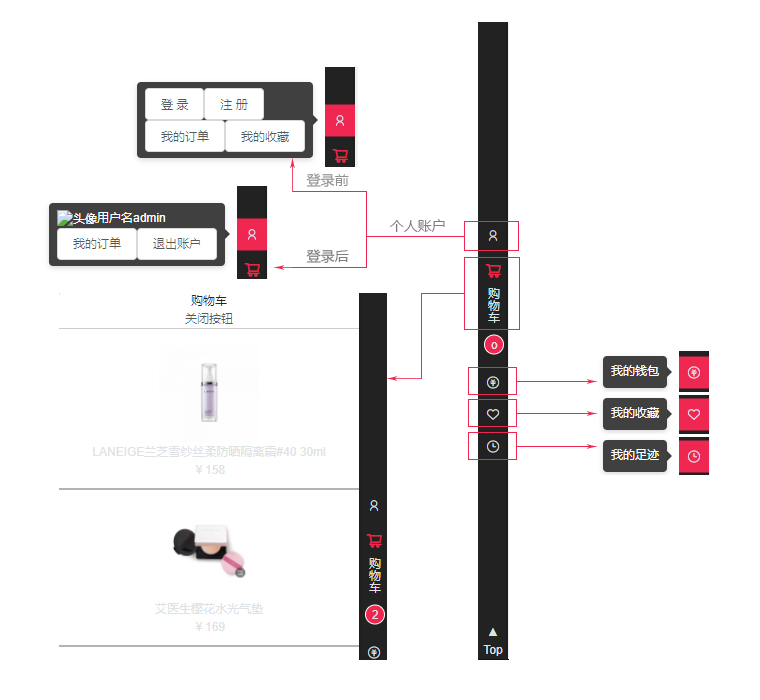 登 录
注 册
我的订单
我的收藏
登录前
头像用户名admin
我的订单
退出账户
登录后
个人账户
购物车
0
购物车
关闭按钮
LANEIGE兰芝雪纱丝柔防晒隔离霜#40 30ml
¥ 158
艾医生樱花水光气垫
¥ 169
购物车
2
我的钱包
我的收藏
我的足迹
Top